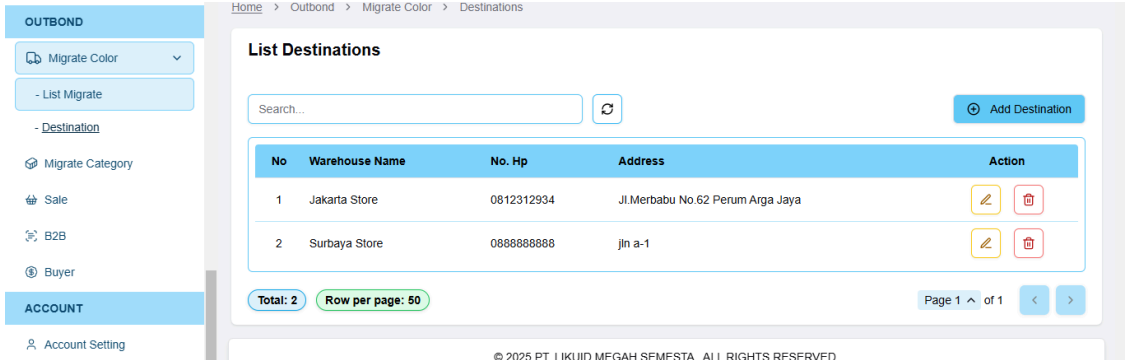 OUTBOND
Migrate Color
- List Migrate
- Destination
Migrate Category
Sale
B2B
Buyer
ACCOUNT
Account Setting
Home > Outbond > Migrate Color > Destinations
List Destinations
Search...
Add Destination
No Warehouse Name No. Hp Address Action
1 Jakarta Store 0812312934 Jl.Merbabu No.62 Perum Arga Jaya
2 Surbaya Store 0888888888 jln a-1
Total: 2 Row per page: 50 Page 1 of 1
© 2025 PT. LIKUID MEGAH SEMESTA. ALL RIGHTS RESERVED